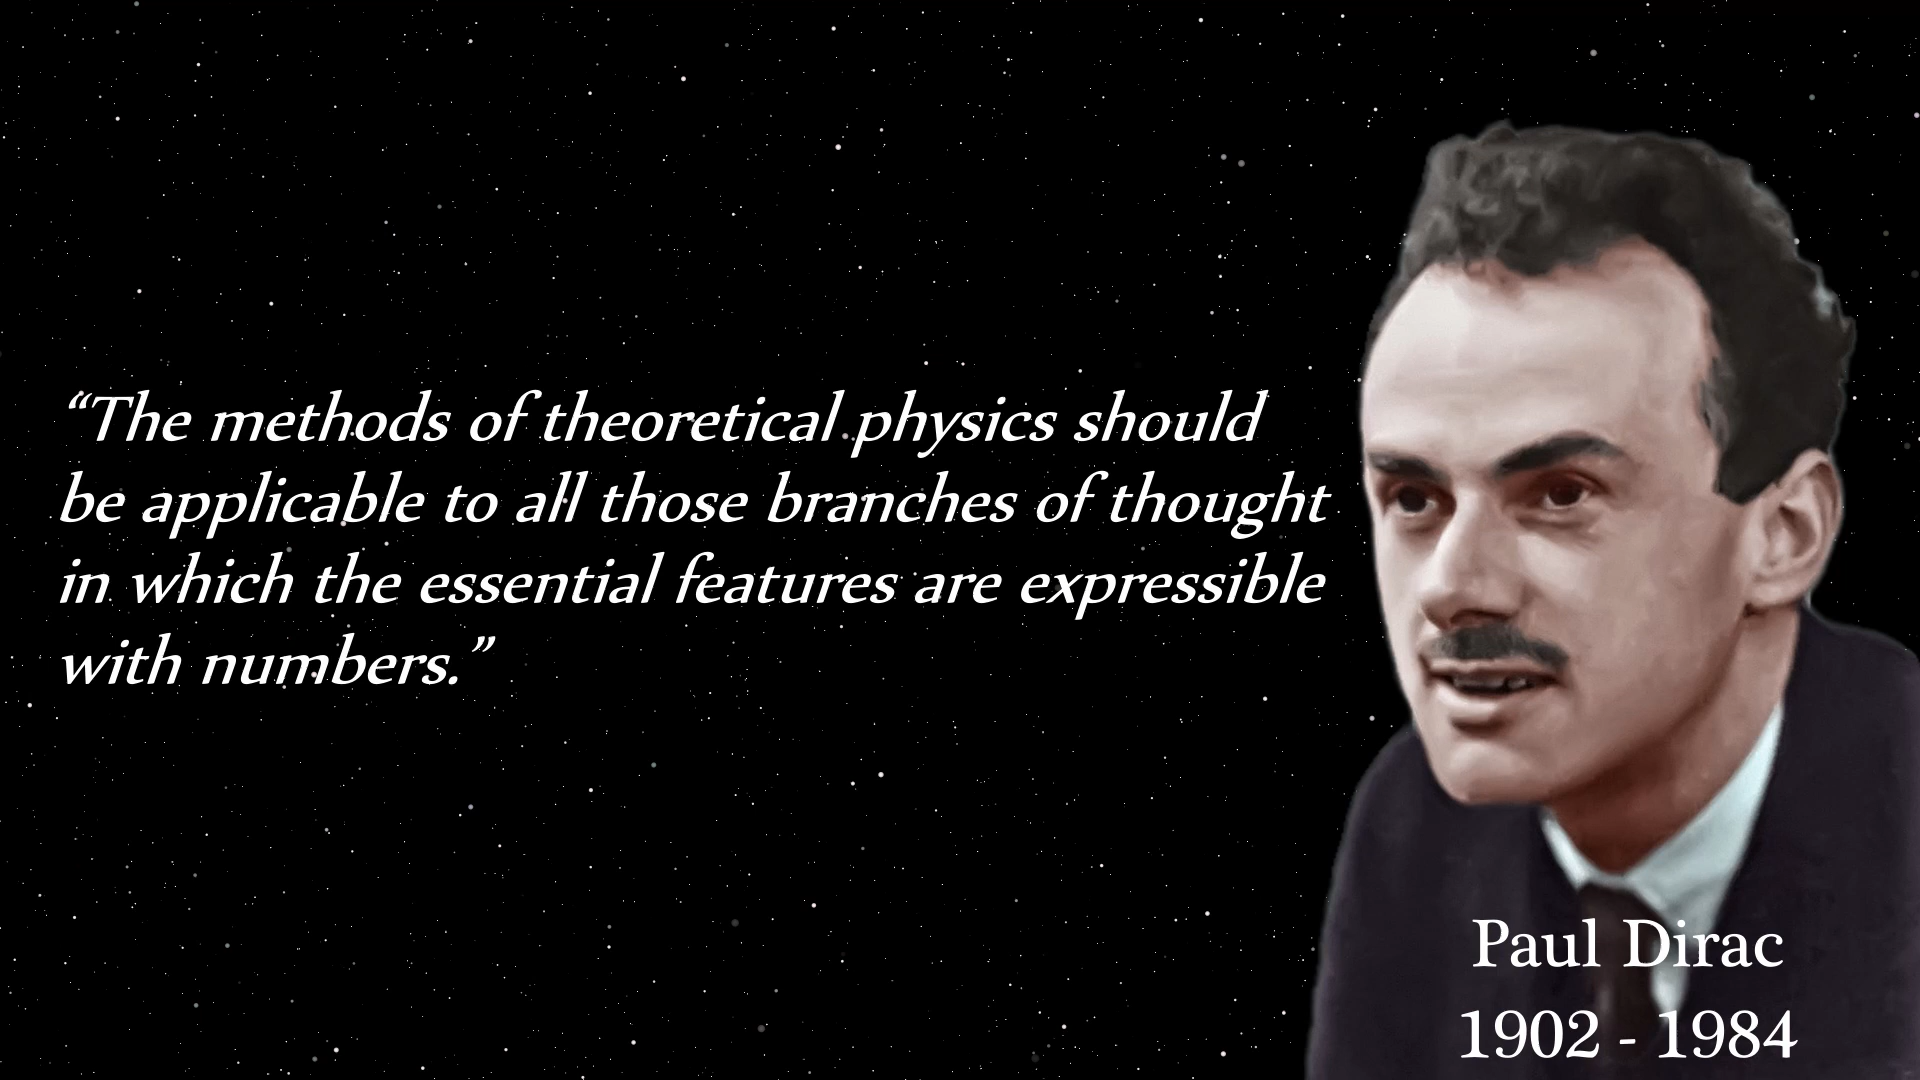 “The methods of theoretical physics should
be applicable to all those branches of thought
in which the essential features are expressible
with numbers.”
Paul Dirac
1902 - 1984